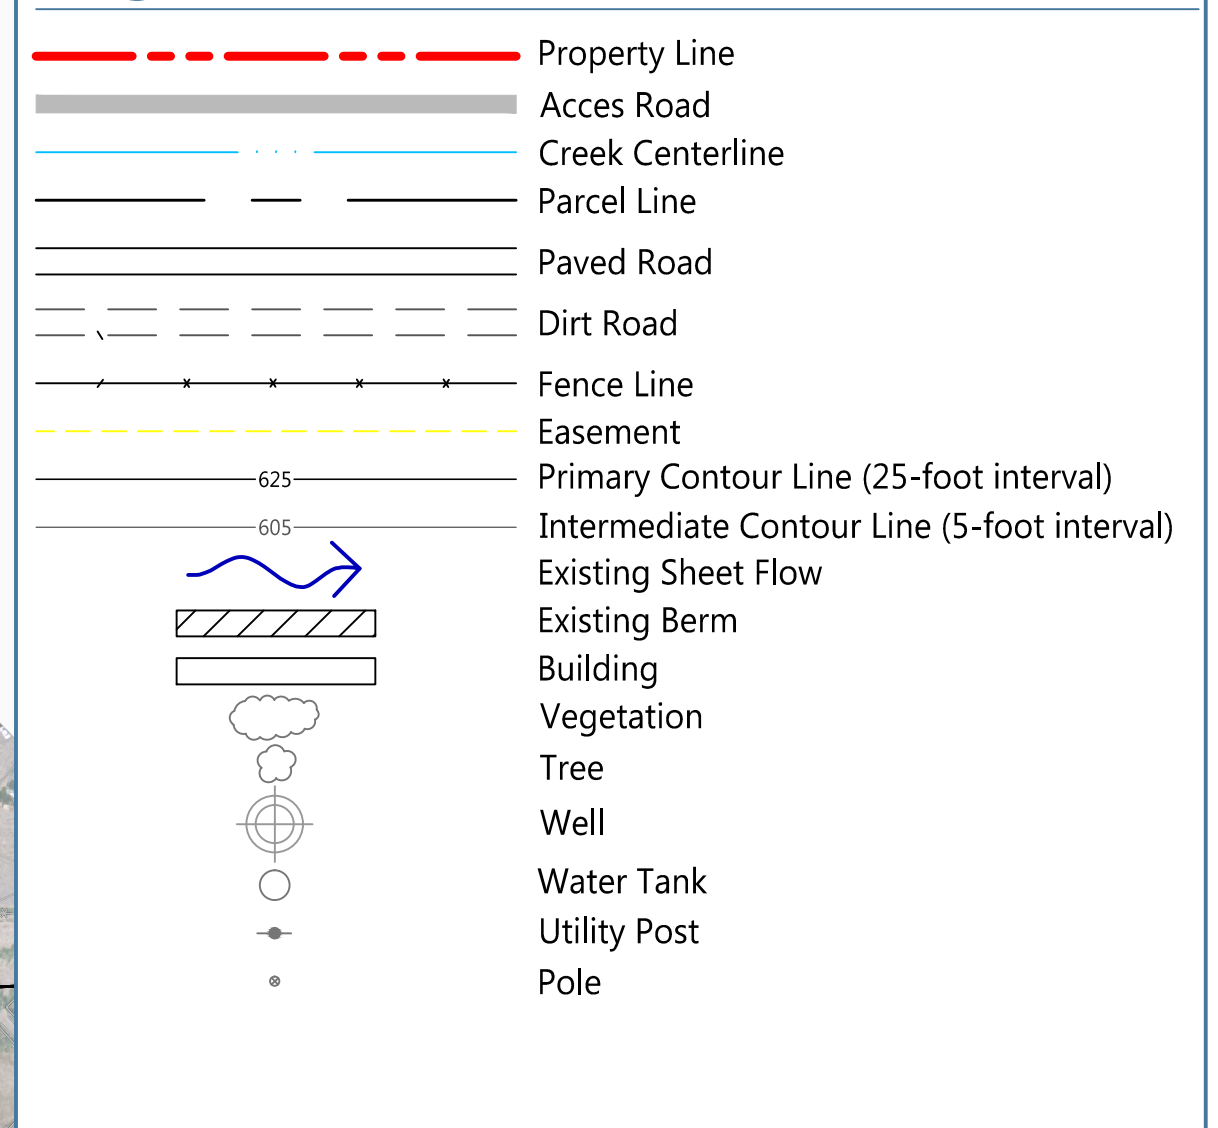 Property Line
Acces Road
Creek Centerline
Parcel Line
Paved Road
Dirt Road
Fence Line
Easement
625 Primary Contour Line (25-foot interval)
605 Intermediate Contour Line (5-foot interval)
Existing Sheet Flow
Existing Berm
Building
Vegetation
Tree
Well
Water Tank
Utility Post
Pole